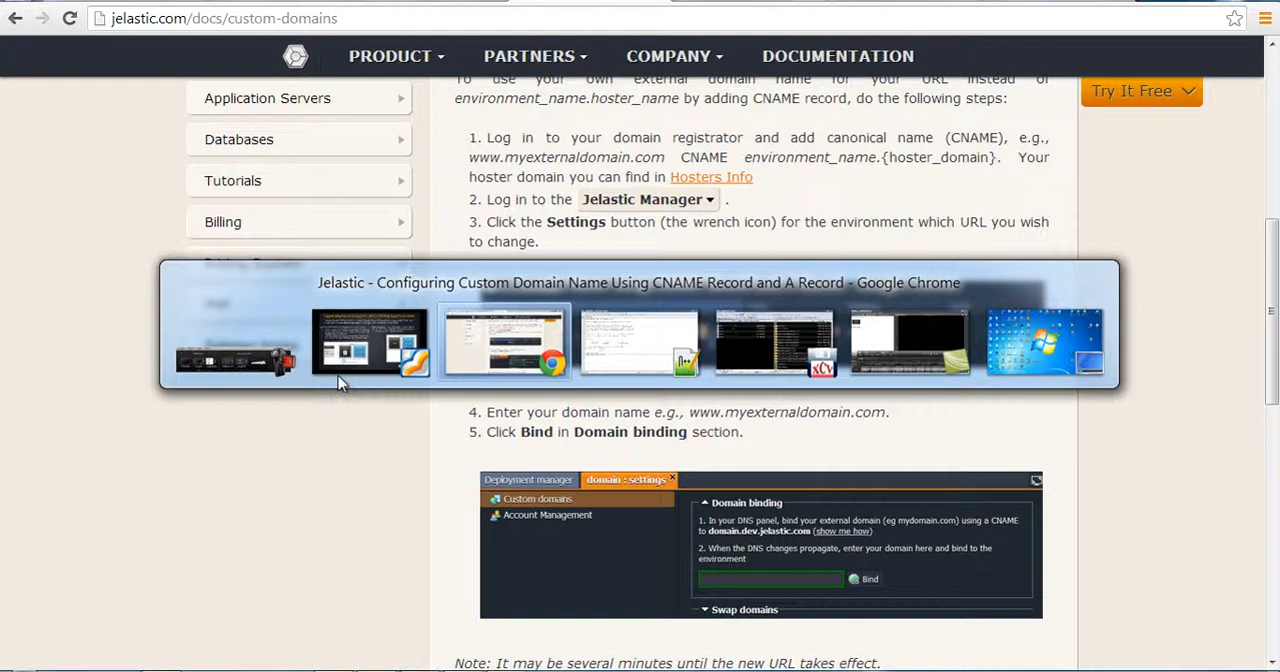 jelastic.com/docs/custom-domains
PRODUCT
PARTNERS
COMPANY
DOCUMENTATION
Try It Free
Application Servers
Databases
Tutorials
Billing
To use your own external domain name for your URL instead of
environment_name.hoster_name by adding CNAME record, do the following steps:
1. Log in to your domain registrator and add canonical name (CNAME), e.g.,
www.myexternaldomain.com CNAME environment_name.{hoster_domain}. Your
hoster domain you can find in Hosters Info
2. Log in to the Jelastic Manager .
3. Click the Settings button (the wrench icon) for the environment which URL you wish
to change.
Jelastic - Configuring Custom Domain Name Using CNAME Record and A Record - Google Chrome
4. Enter your domain name e.g., www.myexternaldomain.com.
5. Click Bind in Domain binding section.
Deployment manager
domain : settings
Custom domains
Account Management
Domain binding
1. In your DNS panel, bind your external domain (eg mydomain.com) using a CNAME
to domain.dev.jelastic.com (show me how)
2. When the DNS changes propagate, enter your domain here and bind to the
environment
Bind
Swap domains
Note: It may be several minutes until the new URL takes effect.